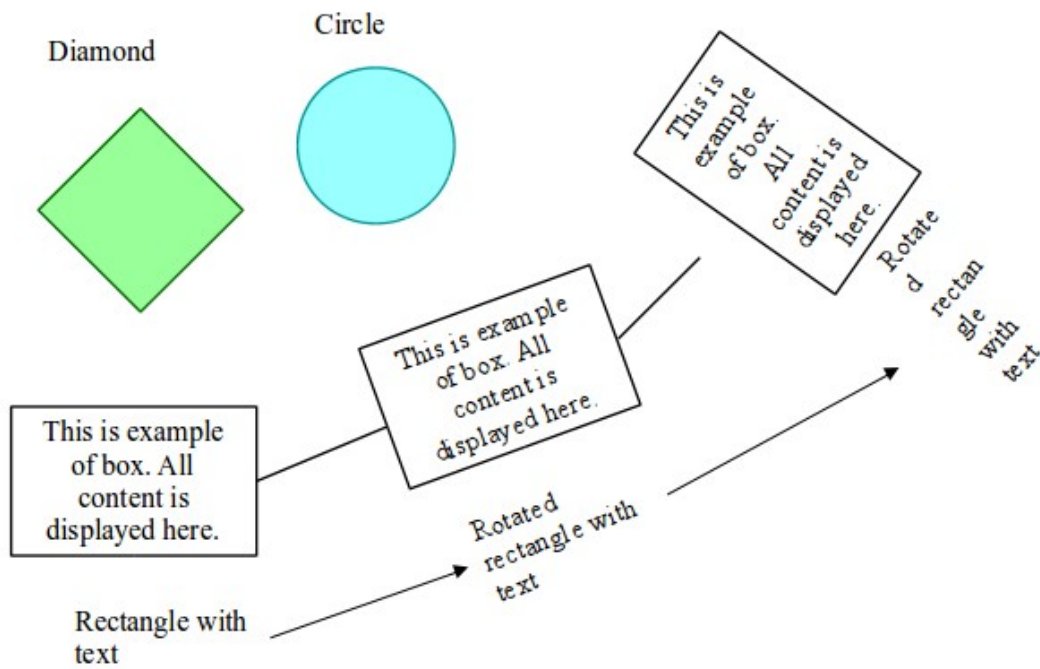 Diamond
Circle
This is
example
of box.
All
content is
displayed
here.
Rotate
d
rectan
gle
with
text
This is example
of box. All
content is
displayed here.
Rotated
rectangle with
text
This is example
of box. All
content is
displayed here.
Rectangle with
text